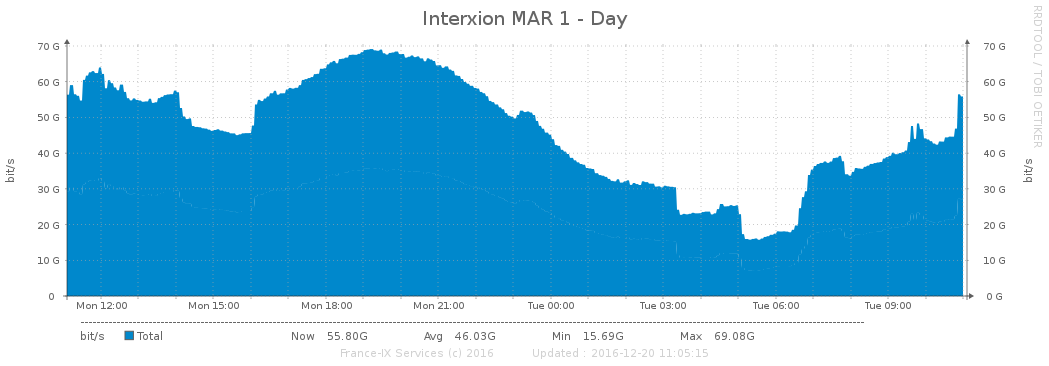 Interxion MAR 1 - Day
RRDTOOL / TOBI OETIKER
70 G 70 G
60 G 60 G
50 G 50 G
40 G 40 G
30 G 30 G
20 G 20 G
10 G 10 G
0 0 G
bit/s bit/s
Mon 12:00 Mon 15:00 Mon 18:00 Mon 21:00 Tue 00:00 Tue 03:00 Tue 06:00 Tue 09:00
bit/s Total Now 55.80G Avg 46.03G Min 15.69G Max 69.08G
France-IX Services (c) 2016 Updated : 2016-12-20 11:05:15